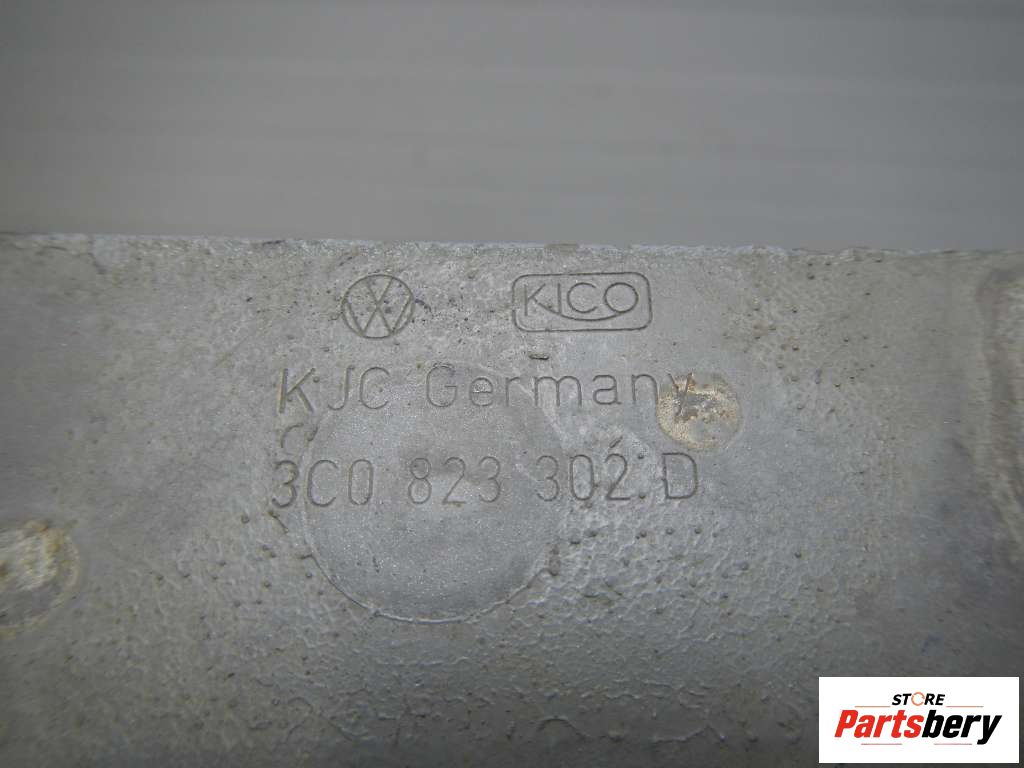 KICO
KJC Germany
3C0 823 302 D
STORE
Partsbery